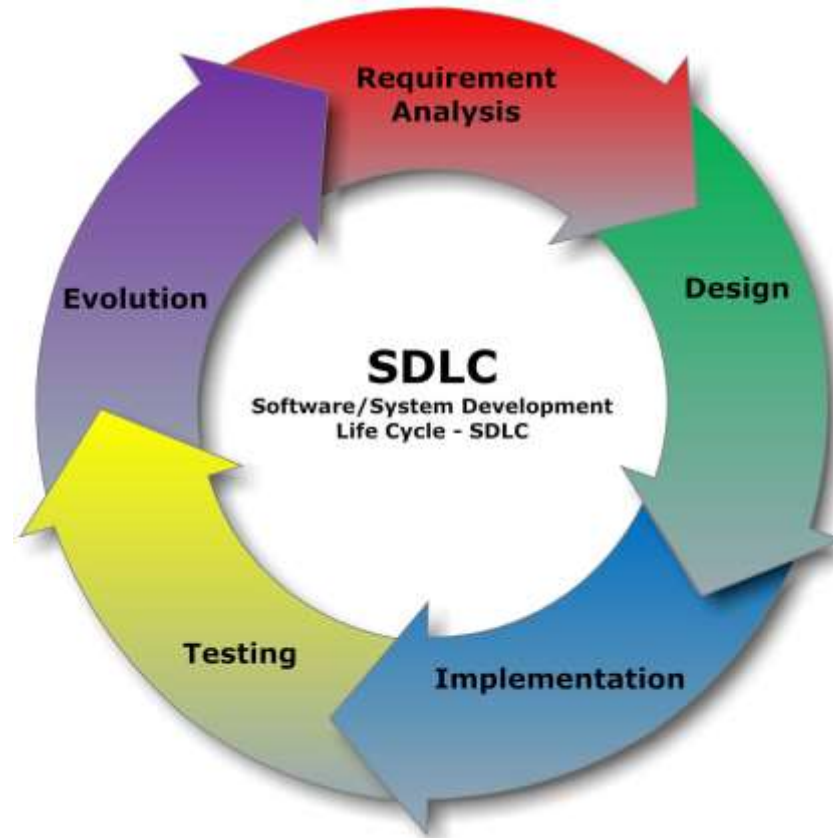 Requirement
Analysis
Design
Implementation
Testing
Evolution
SDLC
Software/System Development
Life Cycle - SDLC